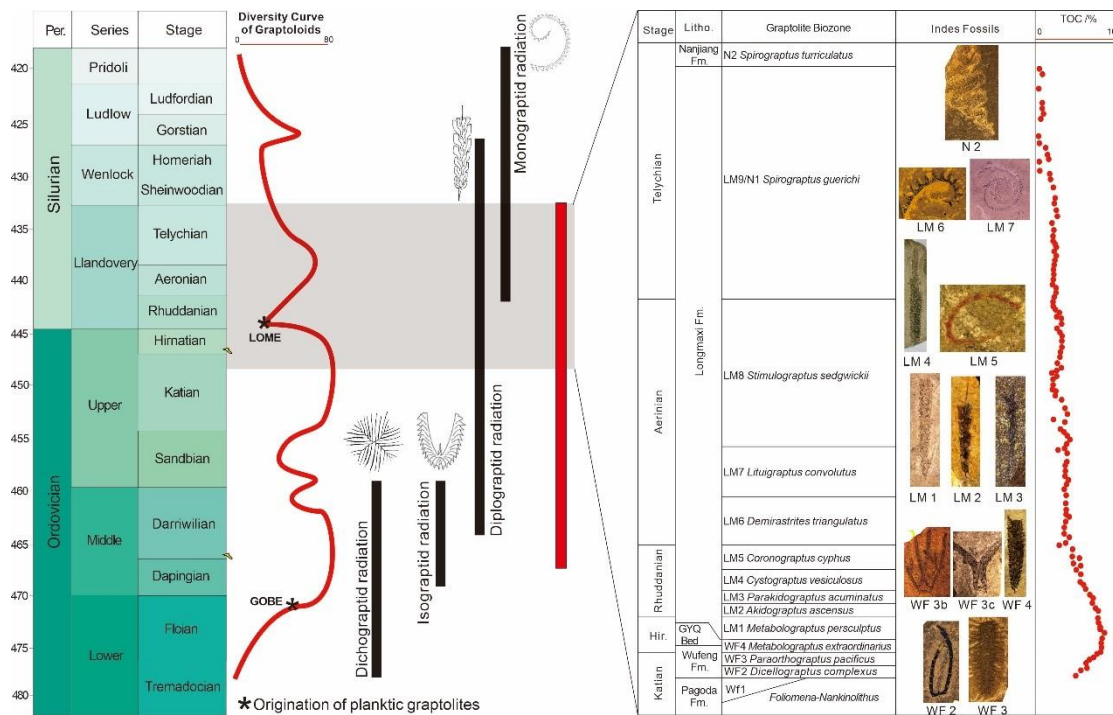 Per.
Series
Stage
Diversity Curve
of Graptoloids
0
80
420
425
430
435
440
445
450
455
460
465
470
475
480
Silurian
Ordovician
Pridoli
Ludlow
Wenlock
Llandovery
Upper
Middle
Lower
Ludfordian
Gorstian
Homeriah
Sheinwoodian
Telychian
Aeronian
Rhuddanian
Hirnatian
Katian
Sandbian
Darriwilian
Dapingian
Floian
Tremadocian
* LOME
GOBE *
Dichograptid radiation
Isograptid radiation
Diplograptid radiation
Monograptid radiation
* Origination of planktic graptolites
Stage
Litho.
Graptolite Biozone
Indes Fossils
TOC /%
0
10
Telychian
Aerinian
Rhuddanian
Hir.
Katian
Nanjiang
Fm.
Longmaxi Fm.
GYQ
Bed
Wufeng
Fm.
Pagoda
Fm.
N2 Spirograptus turriculatus
LM9/N1 Spirograptus guerichi
LM8 Stimulograptus sedgwickii
LM7 Lituigraptus convolutus
LM6 Demirastrites triangulatus
LM5 Coronograptus cyphus
LM4 Cystograptus vesiculosus
LM3 Parakidograptus acuminatus
LM2 Akidograptus ascensus
LM1 Metabolograptus persculptus
WF4 Metabolograptus extraordinarius
WF3 Paraorthograptus pacificus
WF2 Dicellograptus complexus
Wf1
Foliomena-Nankinolithus
N 2
LM 6
LM 7
LM 4
LM 5
LM 1
LM 2
LM 3
WF 3b
WF 3c
WF 4
WF 2
WF 3